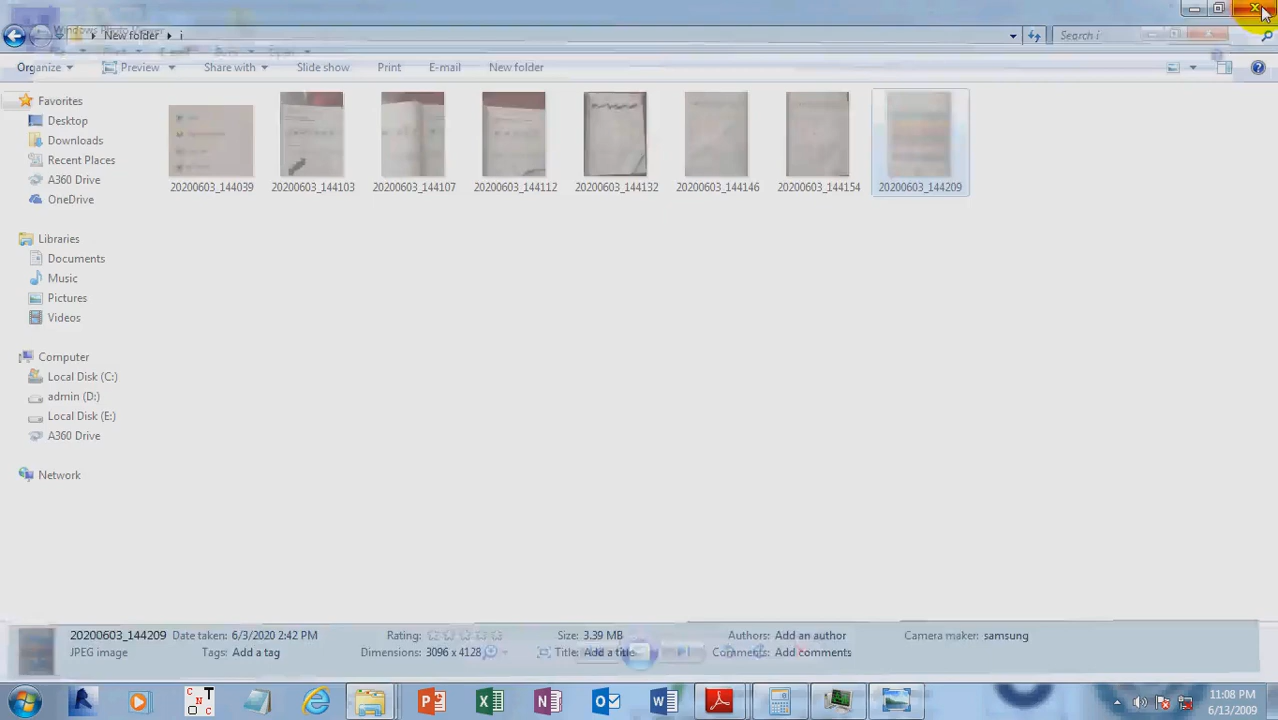 Windows Photo Viewer
New folder ▸ i
Search i
Organize Preview Share with Slide show Print E-mail New folder
Favorites
Desktop
Downloads
Recent Places
A360 Drive
OneDrive
Libraries
Documents
Music
Pictures
Videos
Computer
Local Disk (C:)
admin (D:)
Local Disk (E:)
A360 Drive
Network
20200603_144039 20200603_144103 20200603_144107 20200603_144112 20200603_144132 20200603_144146 20200603_144154 20200603_144209
20200603_144209 Date taken: 6/3/2020 2:42 PM Rating: Size: 3.39 MB Authors: Add an author Camera maker: samsung
JPEG image Tags: Add a tag Dimensions: 3096 x 4128 Title: Add a title Comments: Add comments
C N T C
11:08 PM
6/13/2009